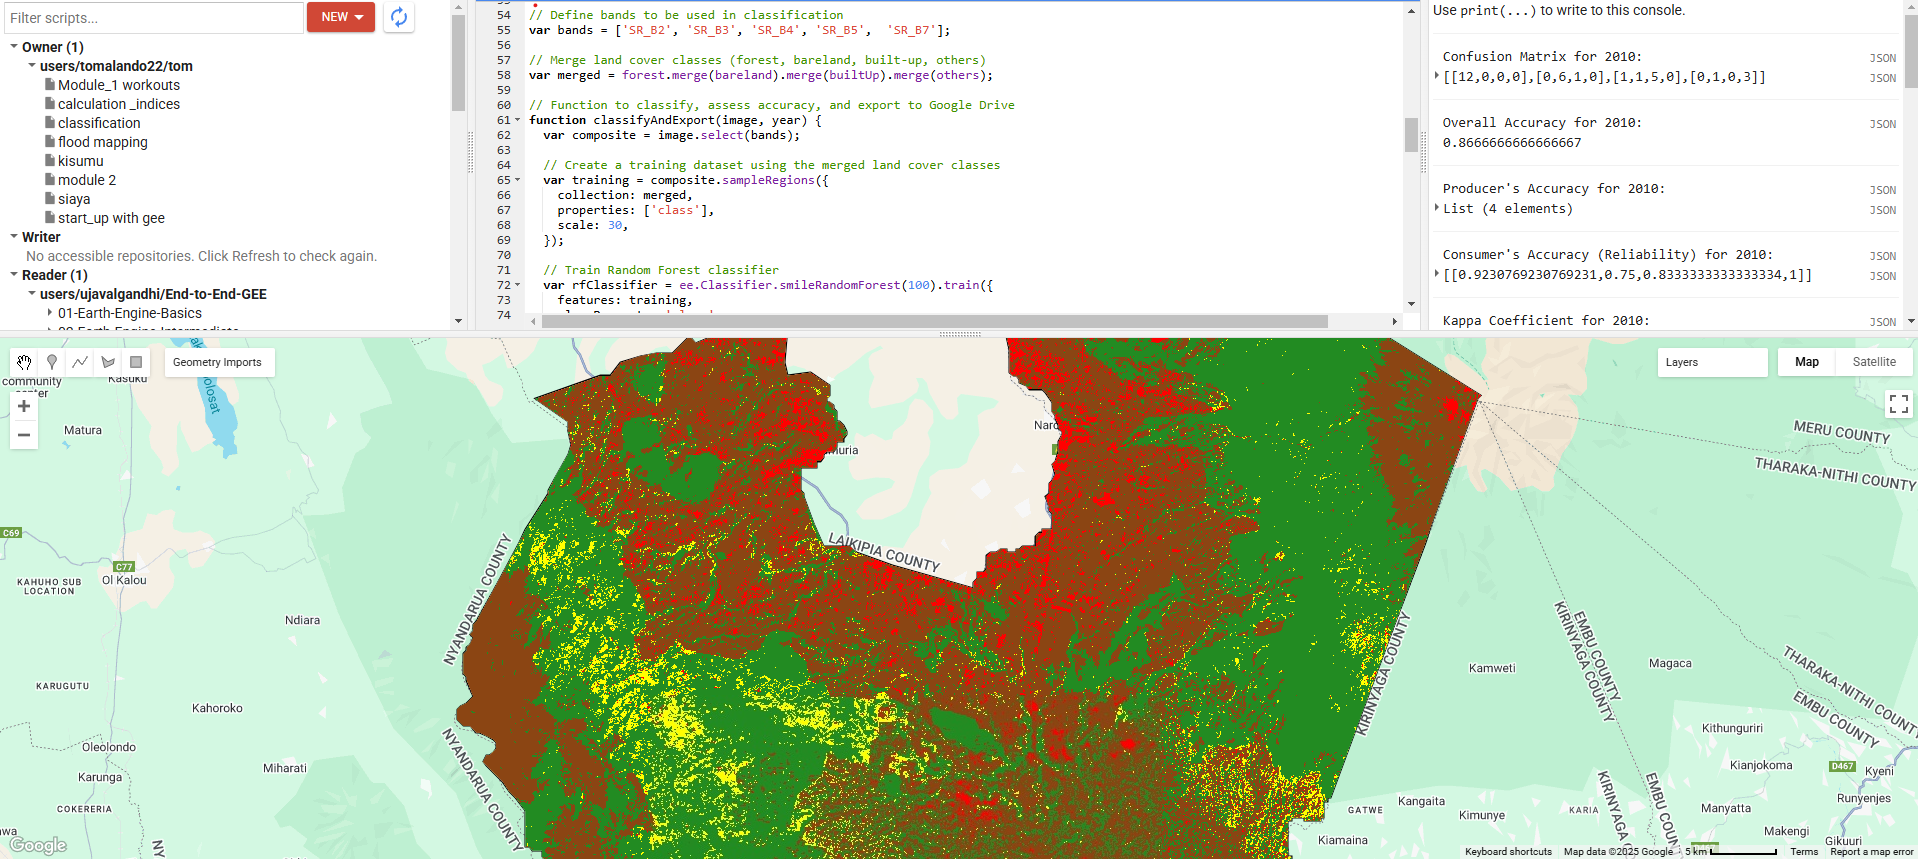 Filter scripts...
NEW
Owner (1)
users/tomalando22/tom
Module_1 workouts
calculation _indices
classification
flood mapping
kisumu
module 2
siaya
start_up with gee
Writer
No accessible repositories. Click Refresh to check again.
Reader (1)
users/ujavalgandhi/End-to-End-GEE
01-Earth-Engine-Basics
54 // Define bands to be used in classification
55 var bands = ['SR_B2', 'SR_B3', 'SR_B4', 'SR_B5',  'SR_B7'];
56
57 // Merge land cover classes (forest, bareland, built-up, others)
58 var merged = forest.merge(bareland).merge(builtUp).merge(others);
59
60 // Function to classify, assess accuracy, and export to Google Drive
61 function classifyAndExport(image, year) {
62   var composite = image.select(bands);
63
64   // Create a training dataset using the merged land cover classes
65   var training = composite.sampleRegions({
66     collection: merged,
67     properties: ['class'],
68     scale: 30,
69   });
70
71   // Train Random Forest classifier
72   var rfClassifier = ee.Classifier.smileRandomForest(100).train({
73     features: training,
74
Use print(...) to write to this console.
Confusion Matrix for 2010: JSON
[[12,0,0,0],[0,6,1,0],[1,1,5,0],[0,1,0,3]] JSON
Overall Accuracy for 2010: JSON
0.8666666666666667
Producer's Accuracy for 2010: JSON
List (4 elements) JSON
Consumer's Accuracy (Reliability) for 2010: JSON
[[0.9230769230769231,0.75,0.8333333333333334,1]] JSON
Kappa Coefficient for 2010: JSON
Geometry Imports
Layers
Map
Satellite
+
−
community
Kasuku
Matura
C69
C77
Ol Kalou
KAHUHO SUB
LOCATION
Ndiara
KARUGUTU
Kahoroko
Oleolondo
Karunga
Miharati
COKERERIA
NYANDARUA COUNTY
NYANDARUA COUNTY
NY
Naro
muria
LAIKIPIA COUNTY
MERU COUNTY
THARAKA-NITHI COUNTY
KIRINYAGA COUNTY
EMBU COUNTY
KIRINYAGA COUNTY
Kamweti
Magaca
THARAKA-NITHI COUNT
EMBU COUNTY
Kithunguriri
Kianjokoma
D467
Kyeni
Runyenjes
KIRINYAGA
EMBU COUN
Manyatta
GATWE
Kangaita
Kimunye
KARIA
Makengi
Gikuuri
Kiamaina
Google
Keyboard shortcuts
Map data ©2025 Google
5 km
Terms
Report a map error